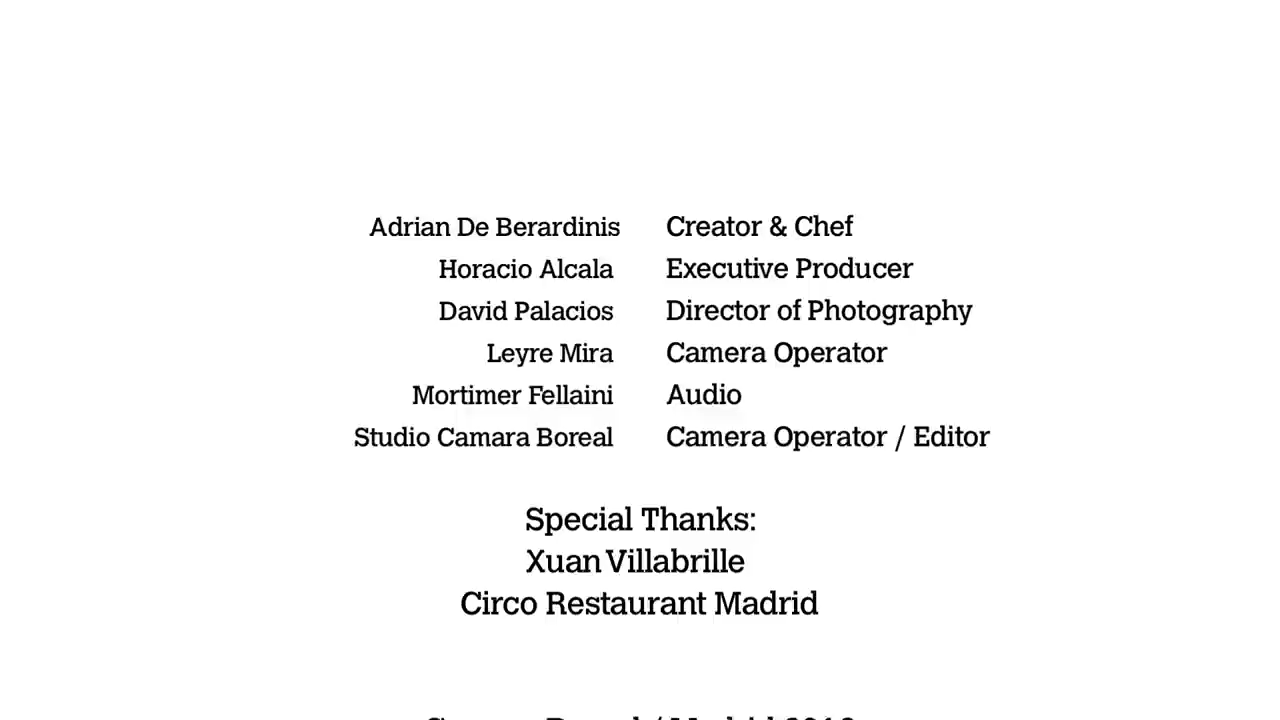 Adrian De Berardinis Creator & Chef
Horacio Alcala Executive Producer
David Palacios Director of Photography
Leyre Mira Camera Operator
Mortimer Fellaini Audio
Studio Camara Boreal Camera Operator / Editor
Special Thanks:
Xuan Villabrille
Circo Restaurant Madrid